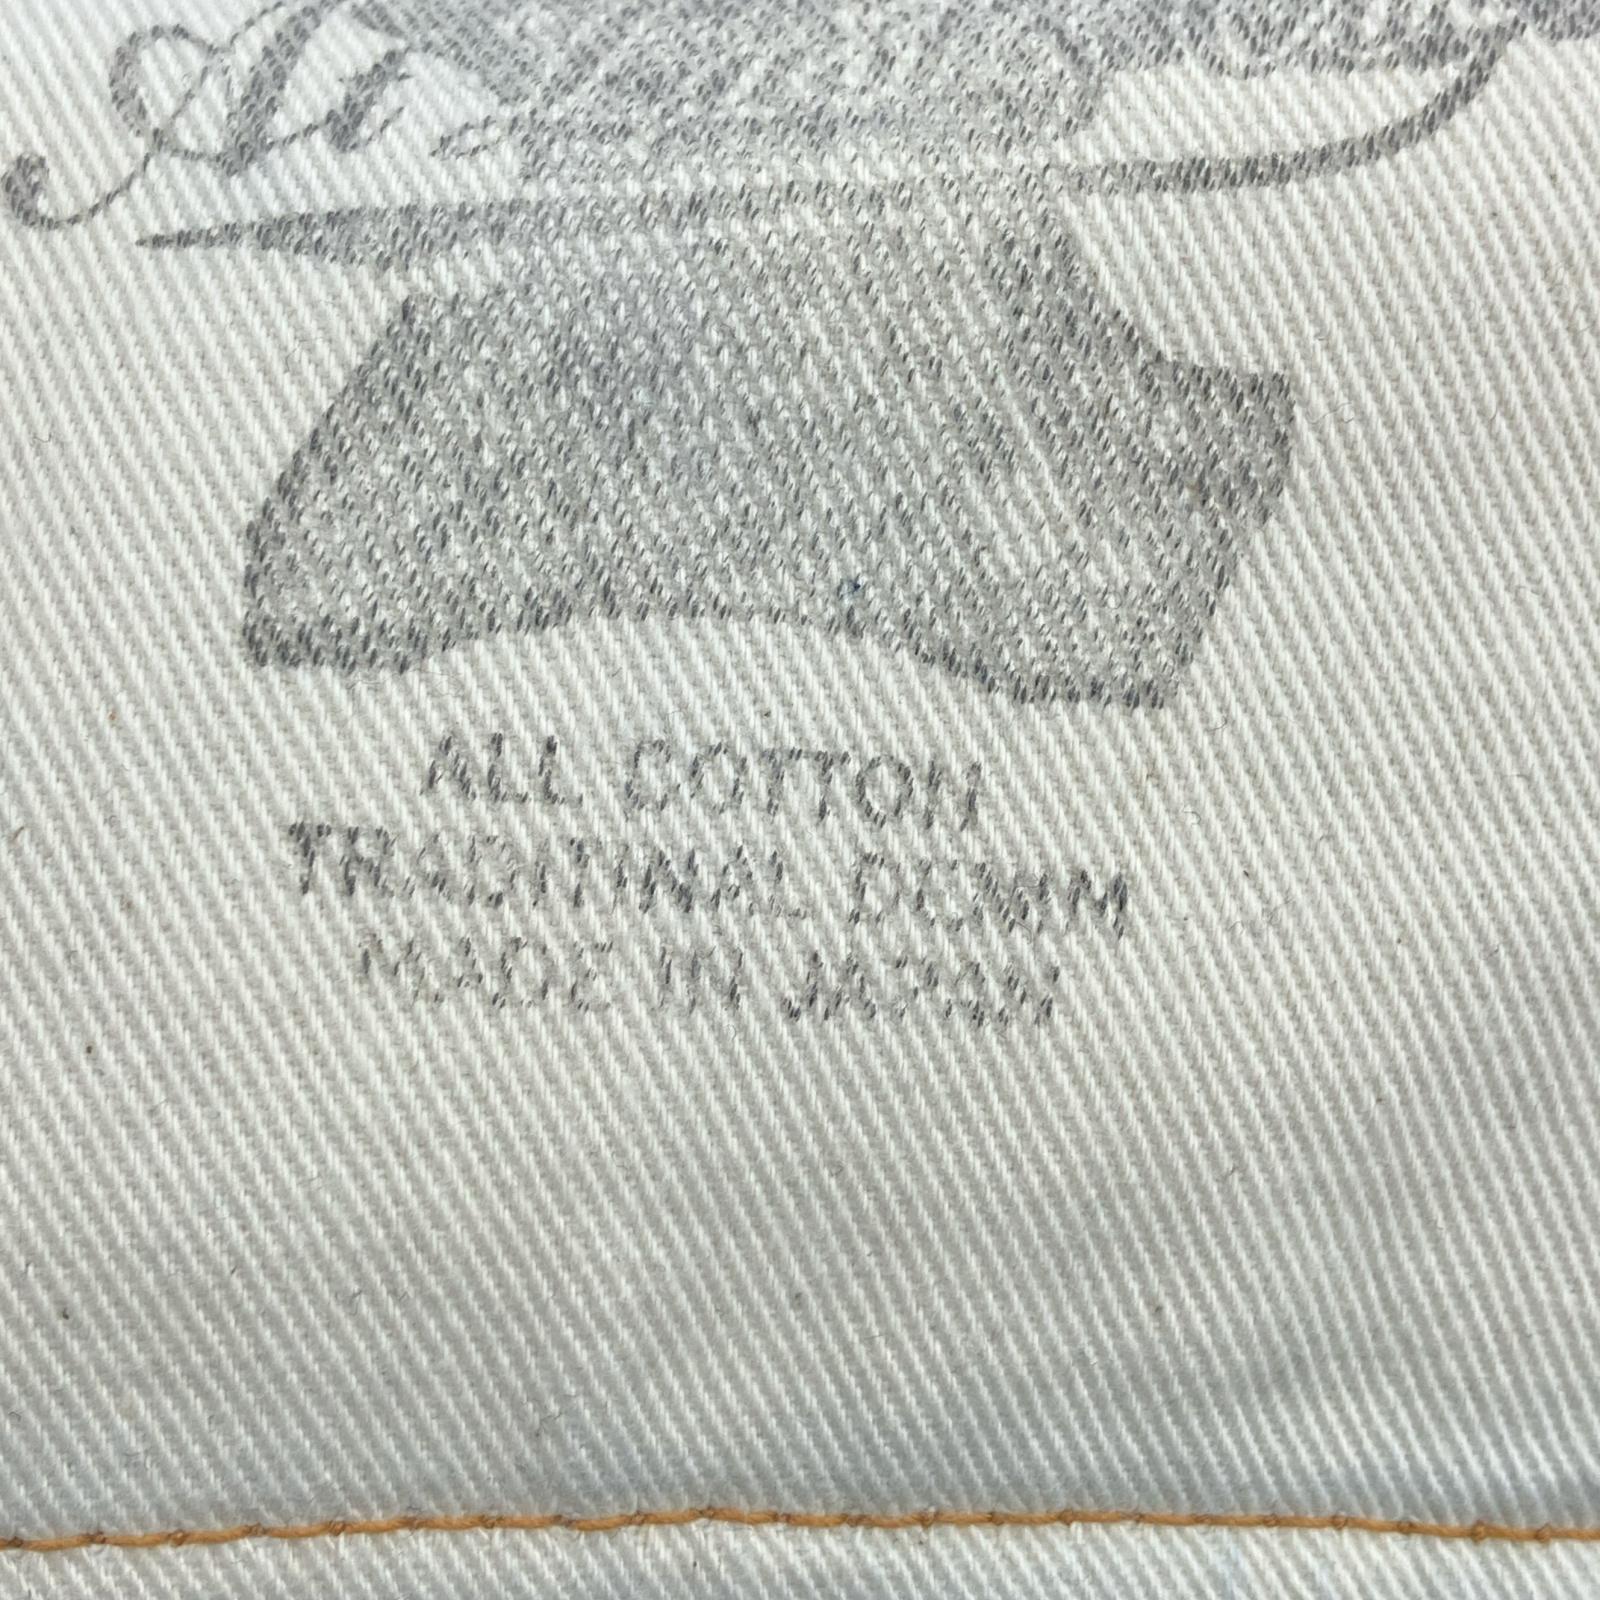 ALL COTTON
TRADITINAL DENIM
MADE IN JAPAN